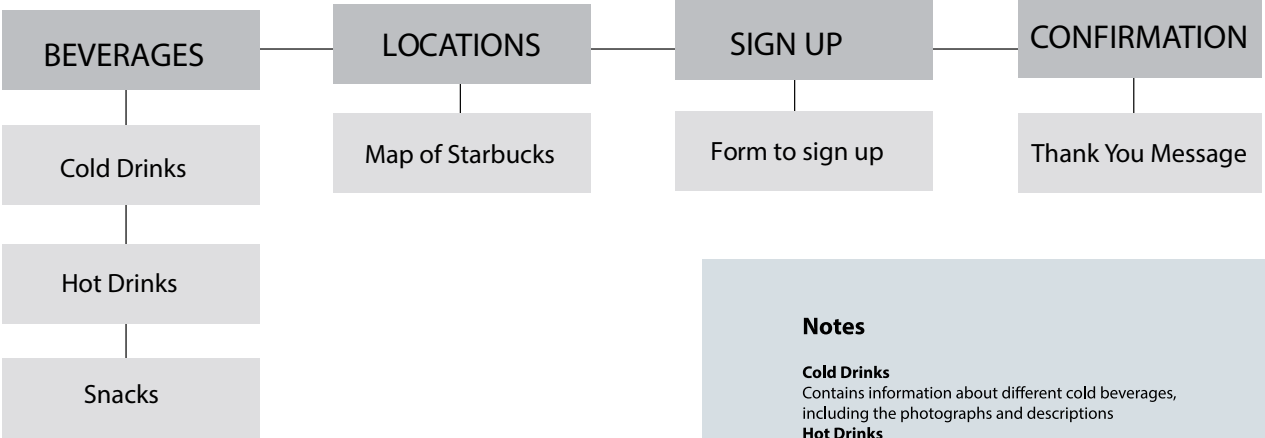 BEVERAGES
LOCATIONS
SIGN UP
CONFIRMATION
Cold Drinks
Map of Starbucks
Form to sign up
Thank You Message
Hot Drinks
Snacks
Notes
Cold Drinks
Contains information about different cold beverages,
including the photographs and descriptions
Hot Drinks